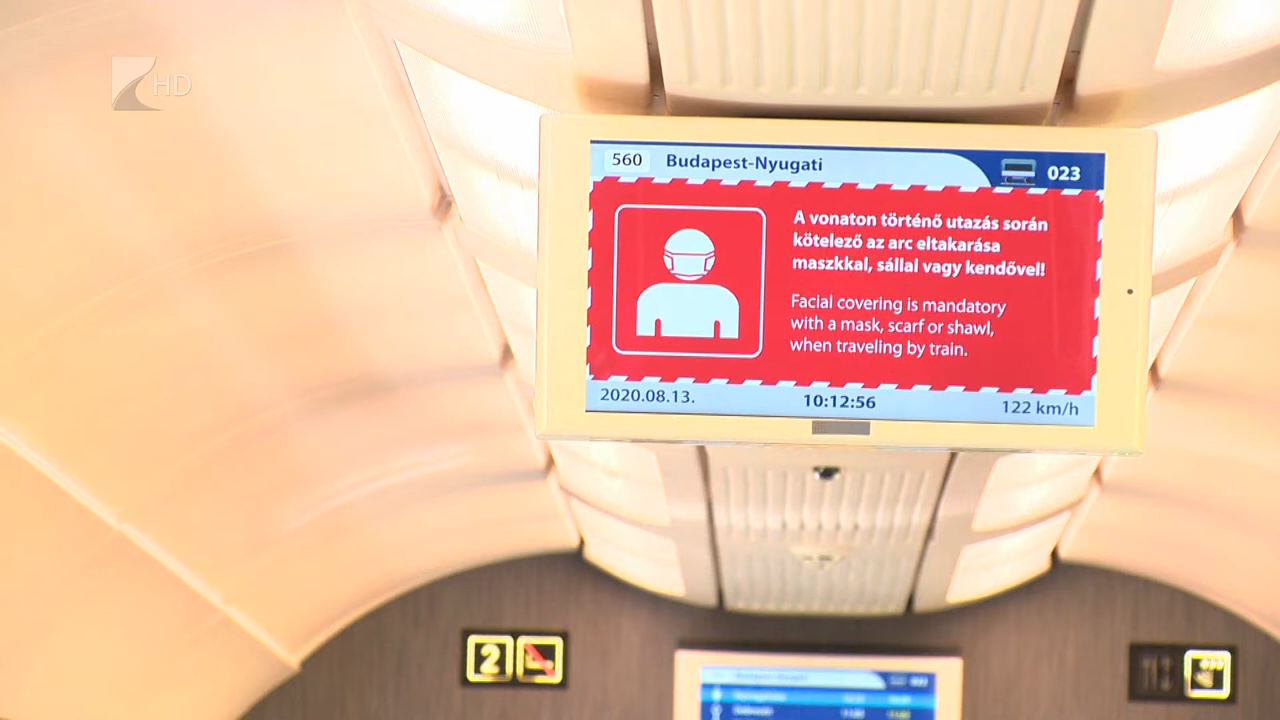 HD
560 Budapest-Nyugati 023
A vonaton történő utazás során
kötelező az arc eltakarása
maszkkal, sállal vagy kendővel!
Facial covering is mandatory
with a mask, scarf or shawl,
when traveling by train.
2020.08.13. 10:12:56 122 km/h
2